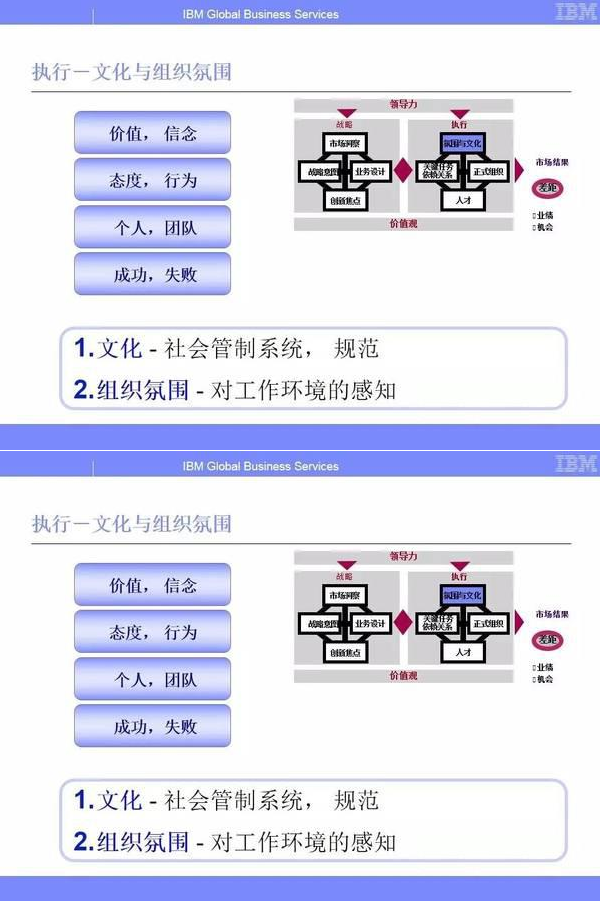 IBM Global Business Services
IBM
执行－文化与组织氛围
价值，信念
态度，行为
个人，团队
成功，失败
领导力
战略
执行
市场洞察
氛围与文化
战略意图
业务设计
关键任务
依赖关系
正式组织
创新焦点
人才
价值观
市场结果
差距
业绩
机会
1.文化 - 社会管制系统， 规范
2.组织氛围 - 对工作环境的感知
IBM Global Business Services
IBM
执行－文化与组织氛围
价值，信念
态度，行为
个人，团队
成功，失败
领导力
战略
执行
市场洞察
氛围与文化
战略意图
业务设计
关键任务
依赖关系
正式组织
创新焦点
人才
价值观
市场结果
差距
业绩
机会
1.文化 - 社会管制系统， 规范
2.组织氛围 - 对工作环境的感知